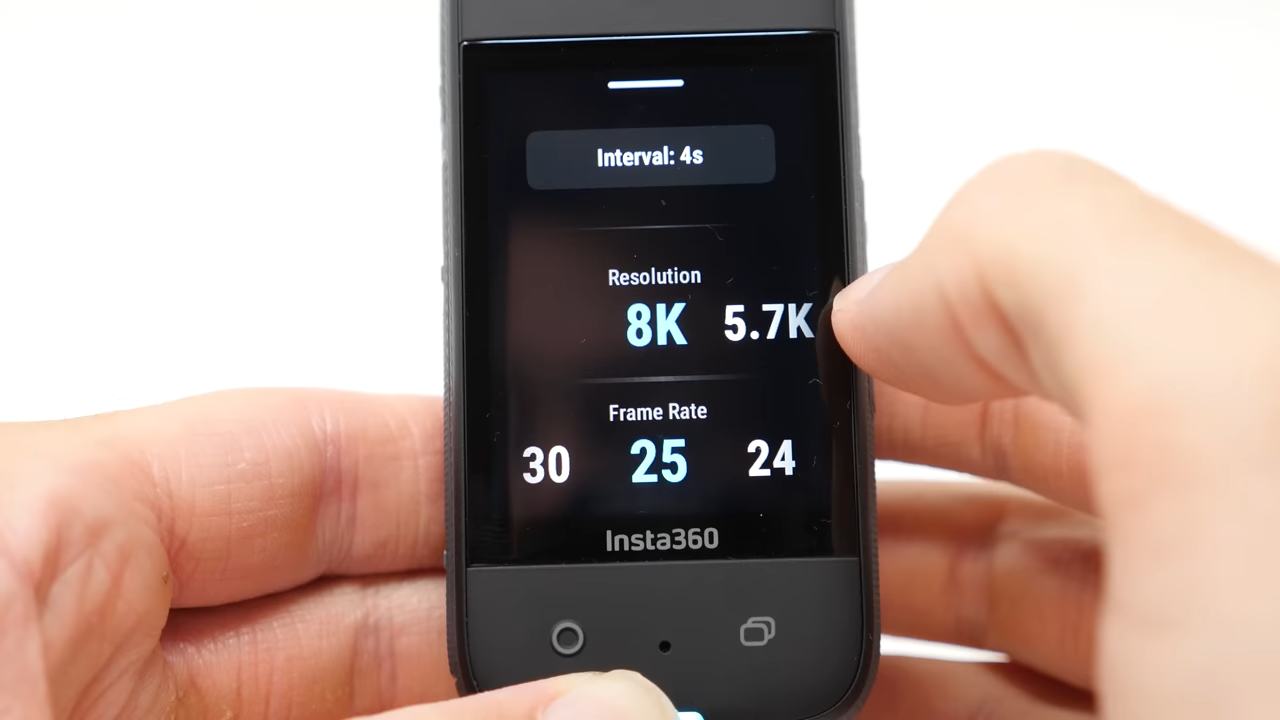 Interval: 4s
Resolution
8K 5.7K
Frame Rate
30 25 24
Insta360